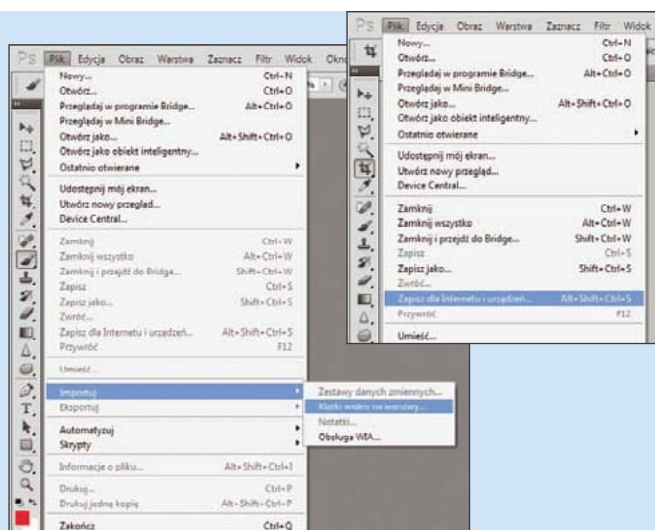 Ps Plik Edycja Obraz Warstwa Zaznacz Filtr Widok
Nowy... Ctrl+N
Otwórz... Ctrl+O
Przeglądaj w programie Bridge... Alt+Ctrl+O
Przeglądaj w Mini Bridge...
Otwórz jako... Alt+Shift+Ctrl+O
Otwórz jako obiekt inteligentny...
Ostatnio otwierane
Udostępnij mój ekran...
Utwórz nowy przegląd...
Device Central...
Zamknij Ctrl+W
Zamknij wszystko Alt+Ctrl+W
Zamknij i przejdź do Bridge... Shift+Ctrl+W
Zapisz Ctrl+S
Zapisz jako... Shift+Ctrl+S
Zwróć...
Zapisz dla Internetu i urządzeń... Alt+Shift+Ctrl+S
Przywróć F12
Umieść...
Importuj
Eksportuj
Zestawy danych zmiennych...
Klatki wideo na warstwy...
Notatki...
Obsługa WIA...
Automatyzuj
Skrypty
Informacje o pliku... Alt+Shift+Ctrl+I
Drukuj... Ctrl+P
Drukuj jedną kopię Alt+Shift+Ctrl+P
Zakończ Ctrl+Q
Ps Plik Edycja Obraz Warstwa Zaznacz Filtr Widok
Nowy... Ctrl+N
Otwórz... Ctrl+O
Przeglądaj w programie Bridge... Alt+Ctrl+O
Przeglądaj w Mini Bridge...
Otwórz jako... Alt+Shift+Ctrl+O
Otwórz jako obiekt inteligentny...
Ostatnio otwierane
Udostępnij mój ekran...
Utwórz nowy przegląd...
Device Central...
Zamknij Ctrl+W
Zamknij wszystko Alt+Ctrl+W
Zamknij i przejdź do Bridge... Shift+Ctrl+W
Zapisz Ctrl+S
Zapisz jako... Shift+Ctrl+S
Zwróć...
Zapisz dla Internetu i urządzeń... Alt+Shift+Ctrl+S
Przywróć F12
Umieść...